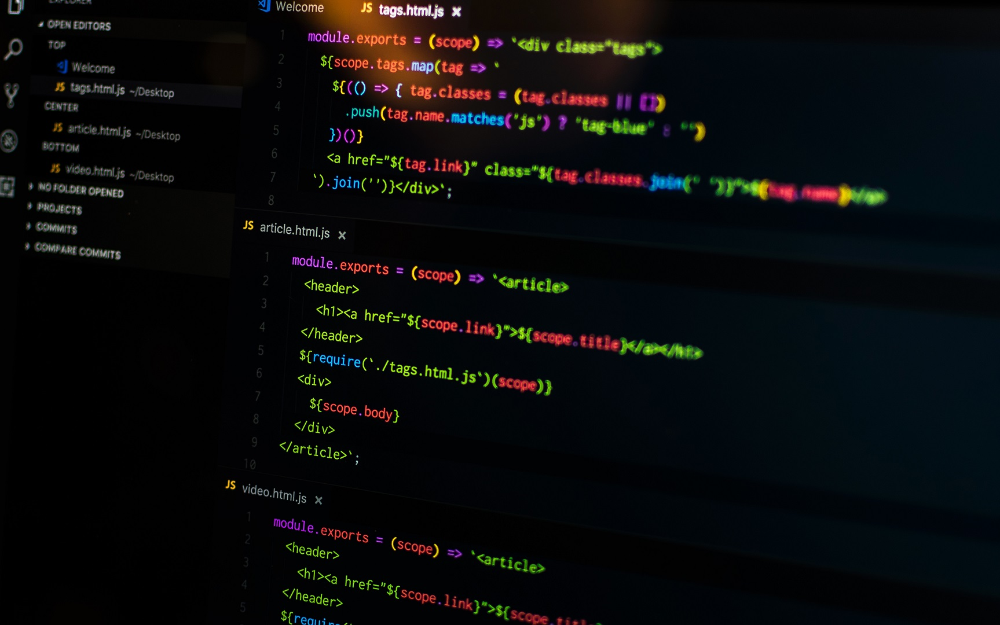 EXPLORER
OPEN EDITORS
TOP
Welcome
tags.html.js ~/Desktop
CENTER
JS article.html.js ~/Desktop
BOTTOM
JS video.html.js ~/Desktop
NO FOLDER OPENED
PROJECTS
COMMITS
COMPARE COMMITS
Welcome JS tags.html.js ×
1 module.exports = (scope) => `<div class="tags">
2 ${scope.tags.map(tag => `
3 ${(() => { tag.classes = (tag.classes || [])
4 .push(tag.name.matches('js') ? 'tag-blue' : '')
5 })()}
6 <a href="${tag.link}" class="${tag.classes.join(' ')}">${tag.name}</a>
7 `).join('')}</div>`;
8
JS article.html.js ×
1 module.exports = (scope) => `<article>
2 <header>
3 <h1><a href="${scope.link}">${scope.title}</a></h1>
4 </header>
5 ${require(`./tags.html.js`)(scope)}
6 <div>
7 ${scope.body}
8 </div>
9 </article>`;
10
JS video.html.js ×
1 module.exports = (scope) => `<article>
2 <header>
3 <h1><a href="${scope.link}">${scope.title
4 </header>
5 ${require(`